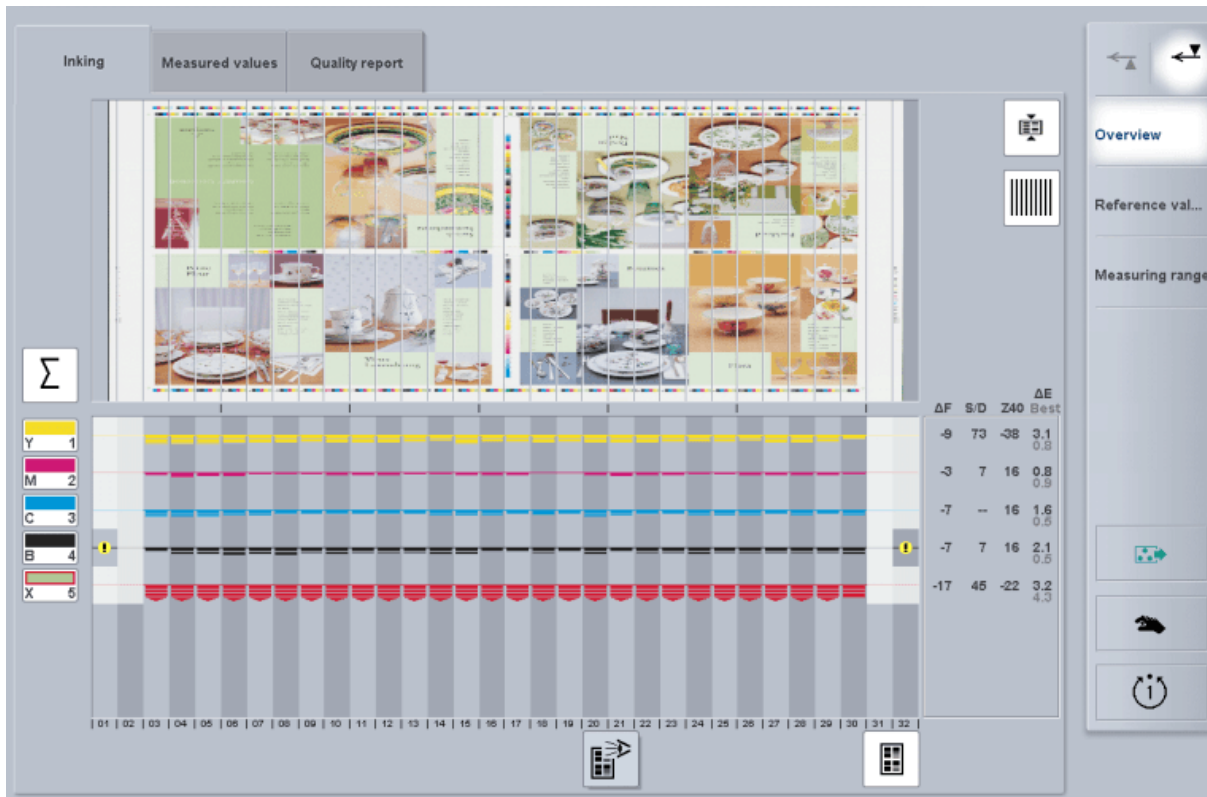 Inking
Measured values
Quality report
Overview
Reference val...
Measuring range
Σ
ΔF S/D Z40 ΔE
Best
Y 1
-9 73 -38 3.1
0.8
M 2
-3 7 16 0.8
0.9
C 3
-7 -- 16 1.6
0.5
B 4
-7 7 16 2.1
0.5
X 5
-17 45 -22 3.2
4.3
| 01 | 02 | 03 | 04 | 05 | 06 | 07 | 08 | 09 | 10 | 11 | 12 | 13 | 14 | 15 | 16 | 17 | 18 | 19 | 20 | 21 | 22 | 23 | 24 | 25 | 26 | 27 | 28 | 29 | 30 | 31 | 32 |
1